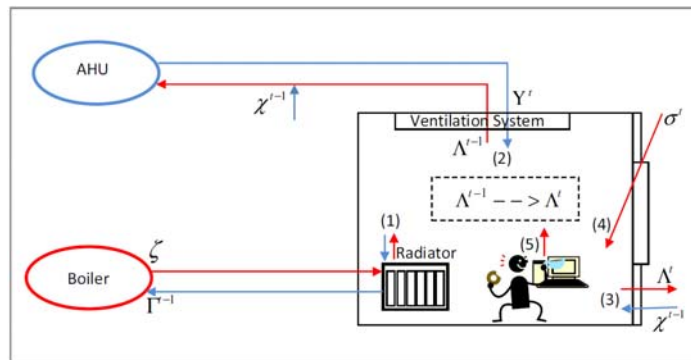 AHU
χ^{t-1}
Υ^t
Ventilation System
Λ^{t-1}
(2)
σ^t
Λ^{t-1} - - > Λ^t
(4)
(1)
(5)
Radiator
ζ
Boiler
Γ^{t-1}
Λ^t
(3)
χ^{t-1}